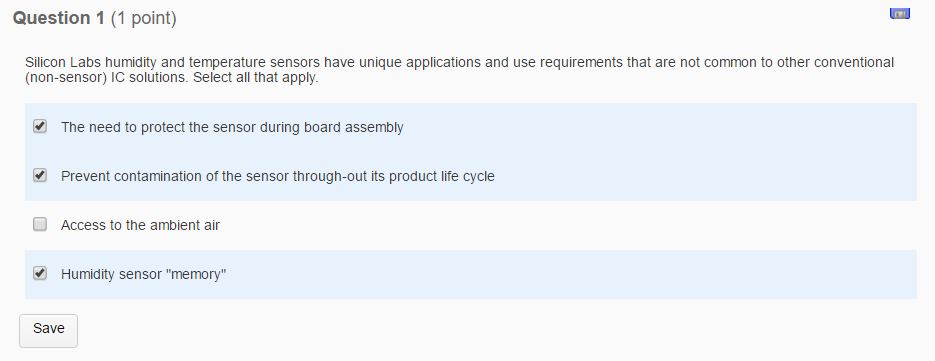 Question 1 (1 point)
Silicon Labs humidity and temperature sensors have unique applications and use requirements that are not common to other conventional
(non-sensor) IC solutions. Select all that apply.
The need to protect the sensor during board assembly
Prevent contamination of the sensor through-out its product life cycle
Access to the ambient air
Humidity sensor "memory"
Save